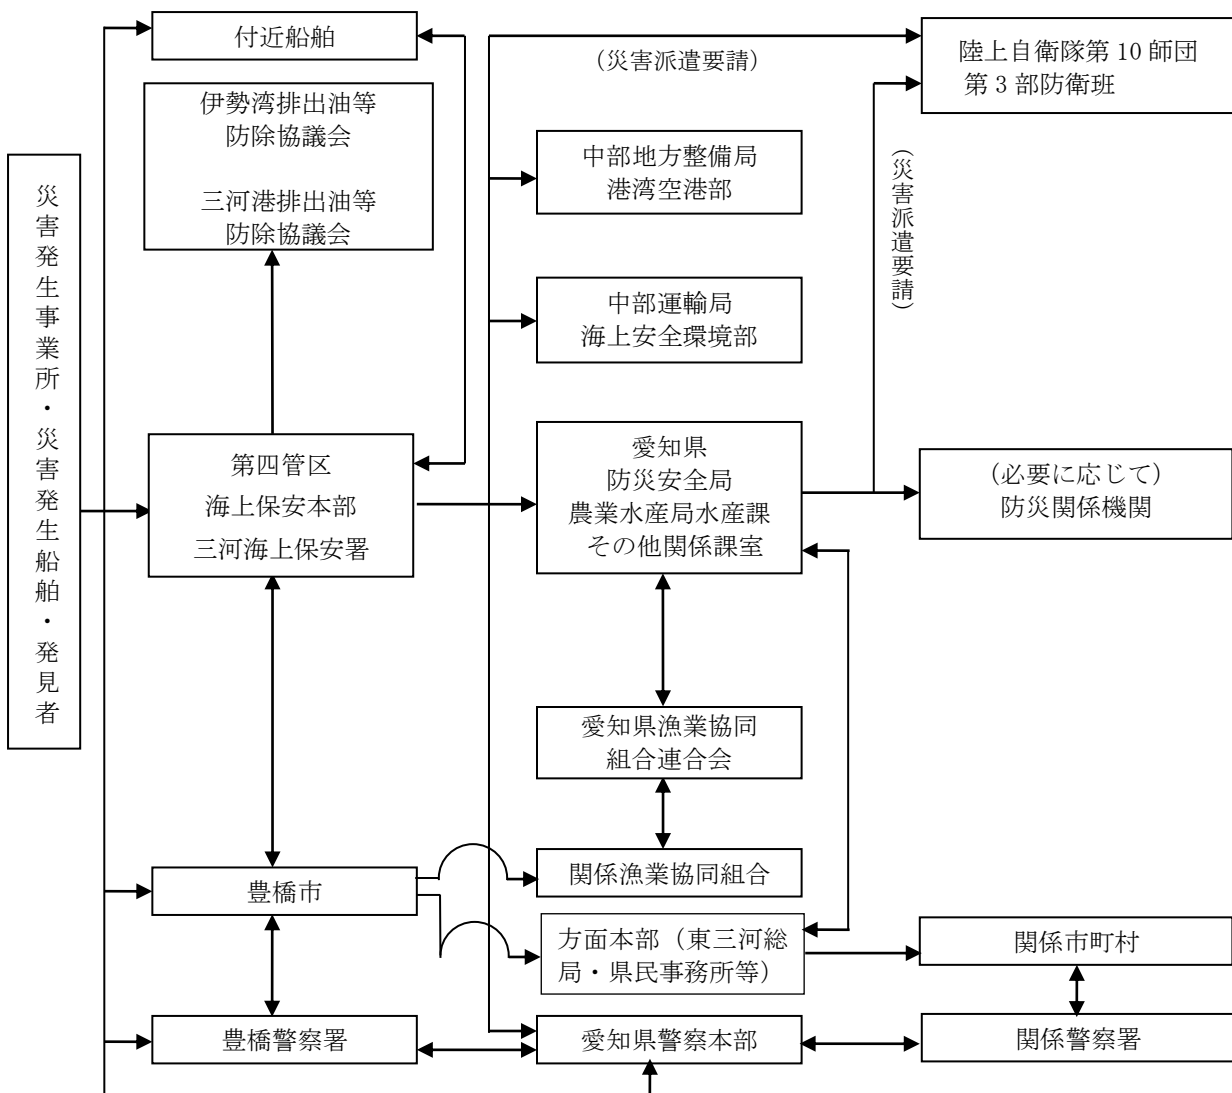 付近船舶
伊勢湾排出油等
防除協議会
三河港排出油等
防除協議会
災害発生事業所・災害発生船舶・発見者
第四管区
海上保安本部
三河海上保安署
豊橋市
豊橋警察署
（災害派遣要請）
中部地方整備局
港湾空港部
中部運輸局
海上安全環境部
愛知県
防災安全局
農業水産局水産課
その他関係課室
愛知県漁業協同
組合連合会
関係漁業協同組合
方面本部（東三河総
局・県民事務所等）
愛知県警察本部
陸上自衛隊第 10 師団
第 3 部防衛班
（災害派遣要請）
（必要に応じて）
防災関係機関
関係市町村
関係警察署